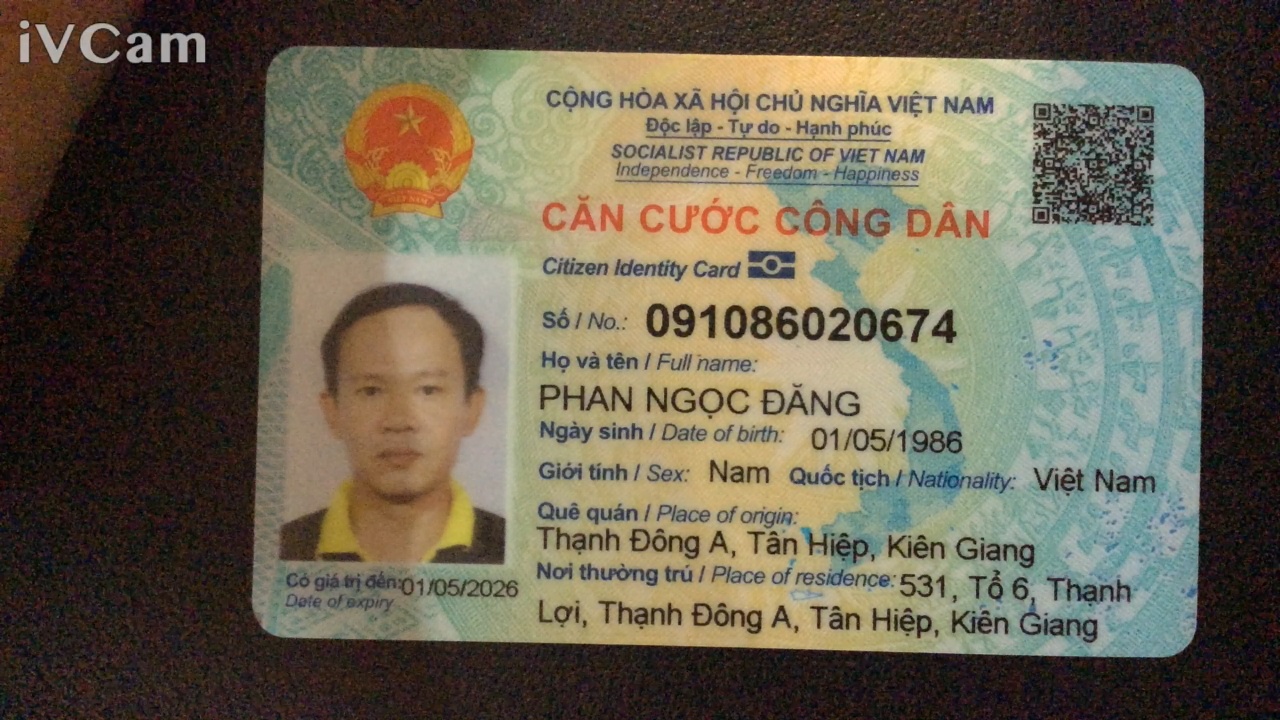 iVCam
CỘNG HÒA XÃ HỘI CHỦ NGHĨA VIỆT NAM
Độc lập - Tự do - Hạnh phúc
SOCIALIST REPUBLIC OF VIET NAM
Independence - Freedom - Happiness
CĂN CƯỚC CÔNG DÂN
Citizen Identity Card
Số / No.: 091086020674
Họ và tên / Full name:
PHAN NGỌC ĐĂNG
Ngày sinh / Date of birth: 01/05/1986
Giới tính / Sex: Nam Quốc tịch / Nationality: Việt Nam
Quê quán / Place of origin:
Thạnh Đông A, Tân Hiệp, Kiên Giang
Nơi thường trú / Place of residence: 531, Tổ 6, Thạnh
Lợi, Thạnh Đông A, Tân Hiệp, Kiên Giang
Có giá trị đến: 01/05/2026
Date of expiry